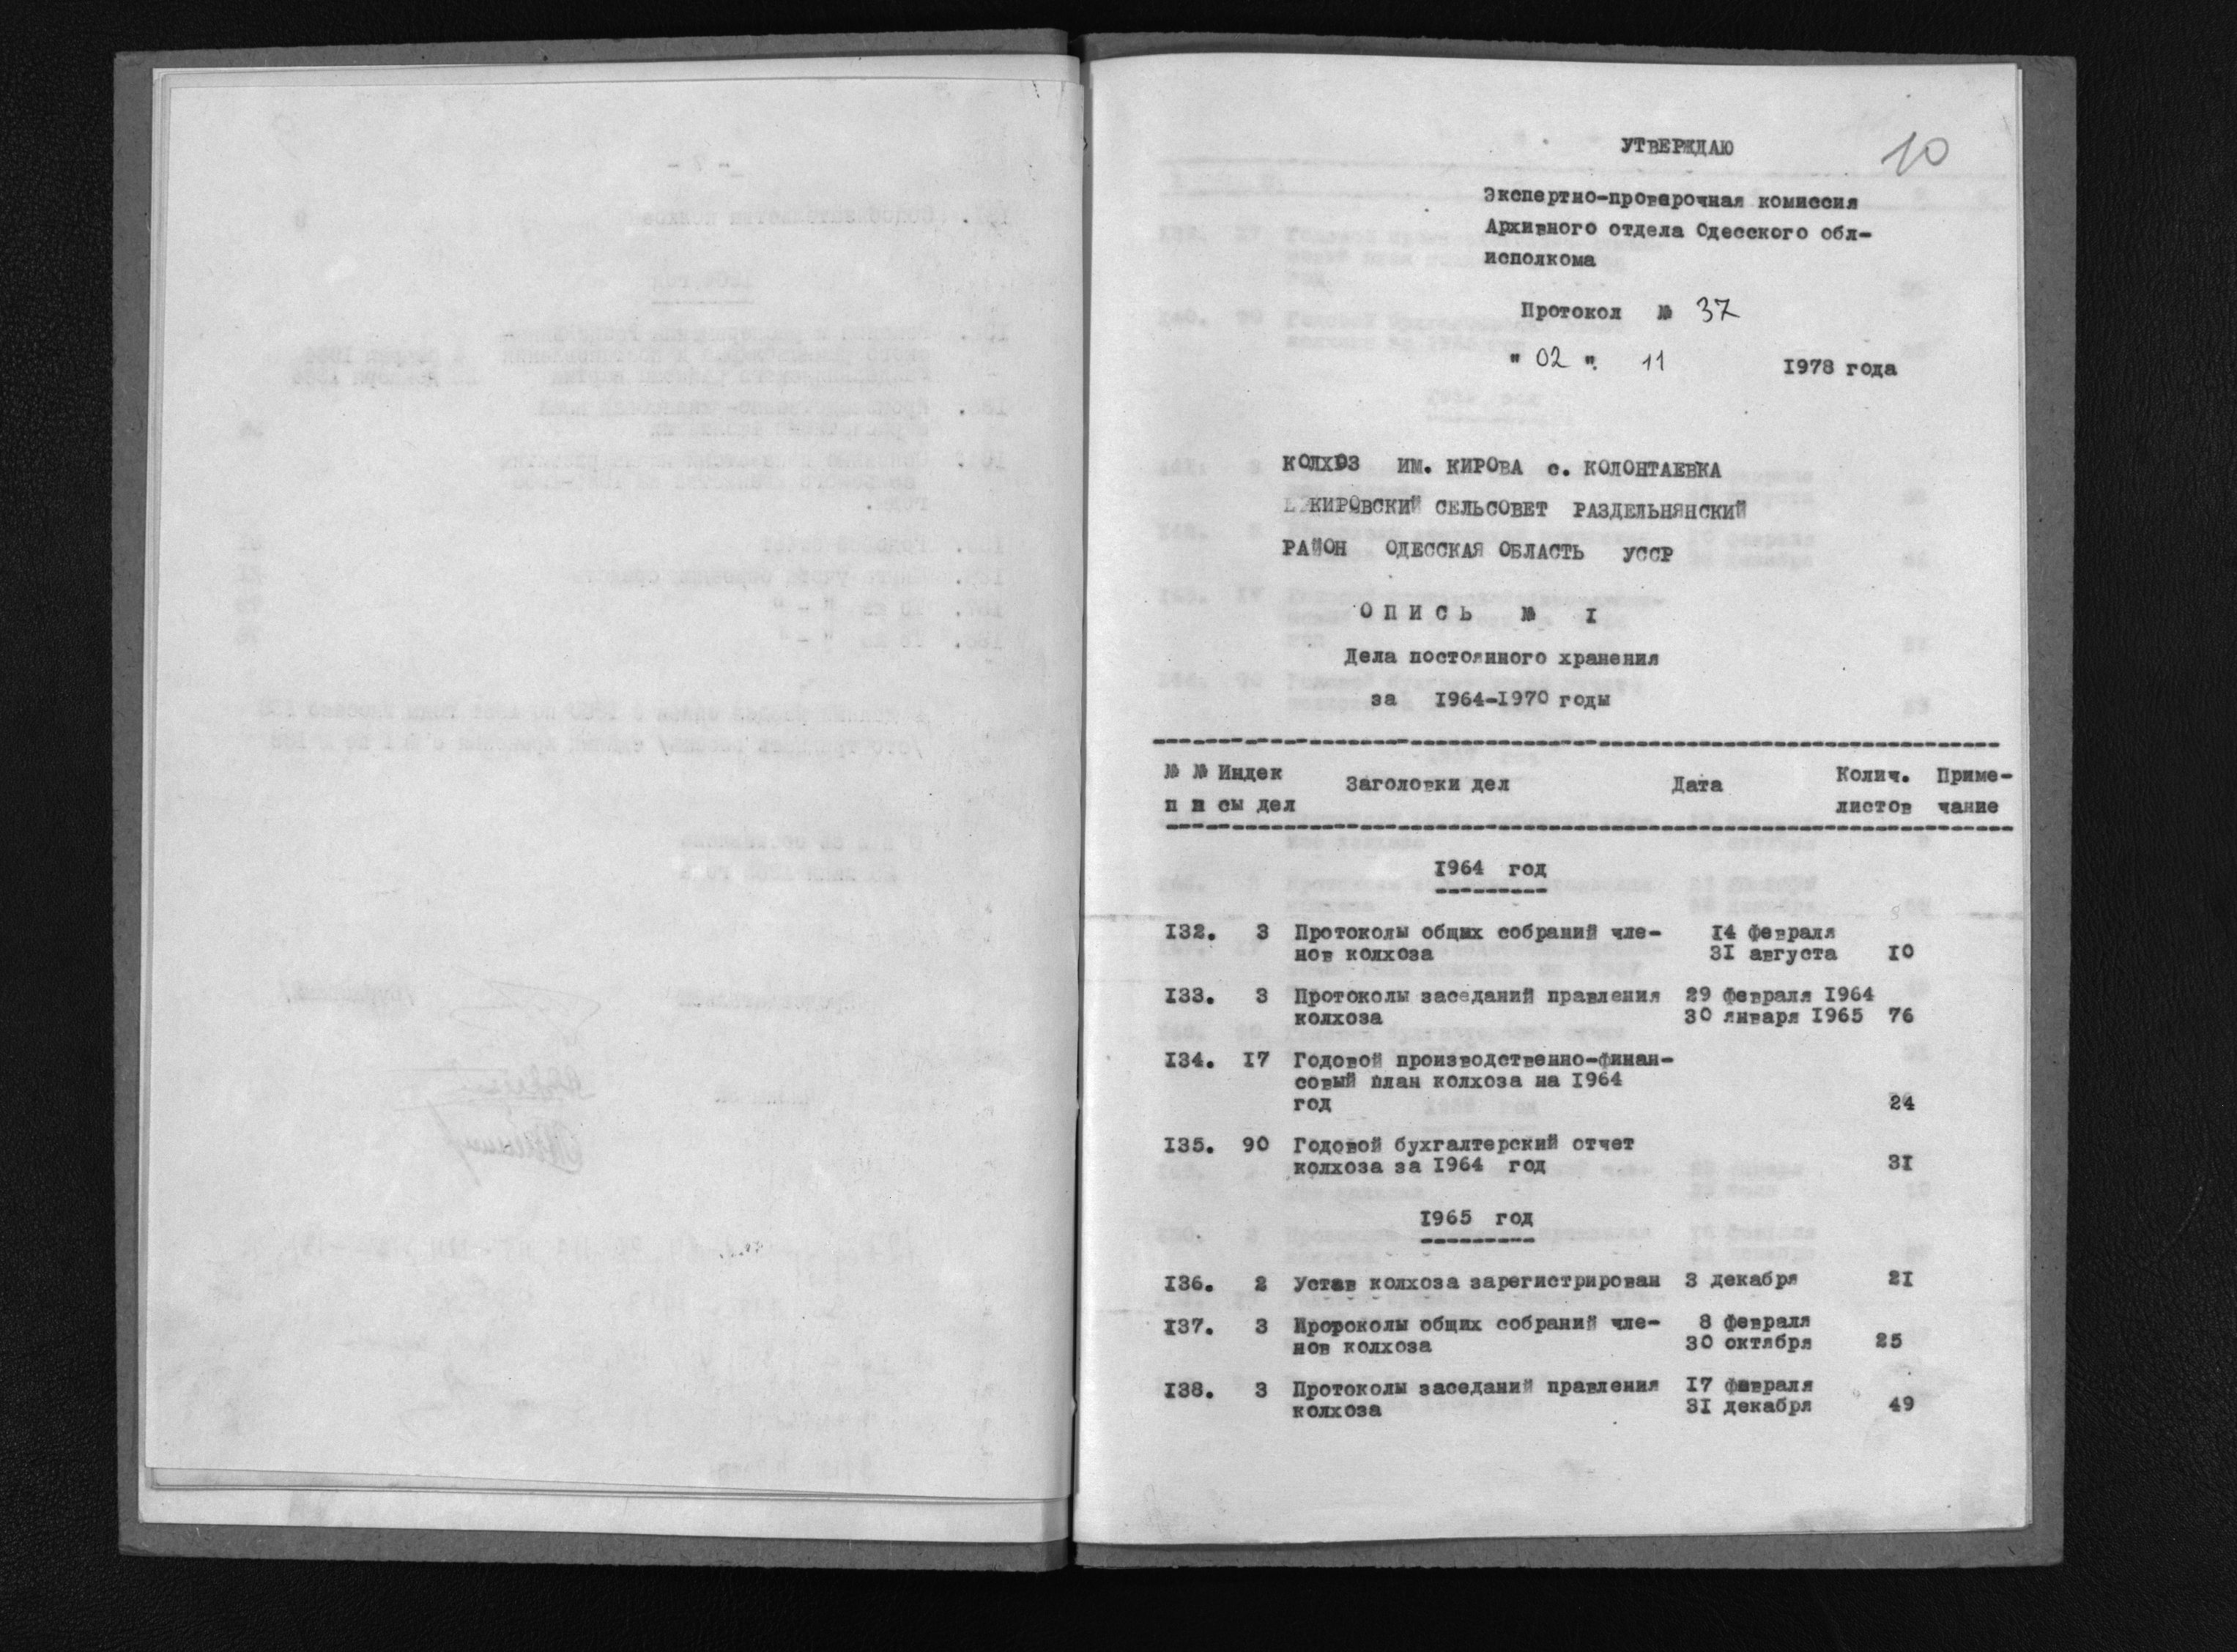 10
УТВЕРЖДАЮ
Экспертно-проверочная комиссия
Архивного отдела Одесского обл-
исполкома
Протокол № 37
" 02 " 11 1978 года
КОЛХОЗ ИМ. КИРОВА с. КОЛОНТАЕВКА
КИРОВСКИЙ СЕЛЬСОВЕТ РАЗДЕЛЬНЯНСКИЙ
РАЙОН ОДЕССКАЯ ОБЛАСТЬ УССР
О П И С Ь № I
Дела постоянного хранения
за I964-I970 годы
№ № Индек Заголовки дел Дата Колич. Приме-
п п сы дел листов чание
I964 год
I32. 3 Протоколы общих собраний чле- I4 февраля
нов колхоза 3I августа I0
I33. 3 Протоколы заседаний правления 29 февраля I964
колхоза 30 января I965 76
I34. I7 Годовой производственно-финан-
совый план колхоза на I964
год 24
I35. 90 Годовой бухгалтерский отчет
колхоза за I964 год 3I
I965 год
I36. 2 Устав колхоза зарегистрирован 3 декабря 2I
I37. 3 Протоколы общих собраний чле- 8 февраля
нов колхоза 30 октября 25
I38. 3 Протоколы заседаний правления I7 февраля
колхоза 3I декабря 49